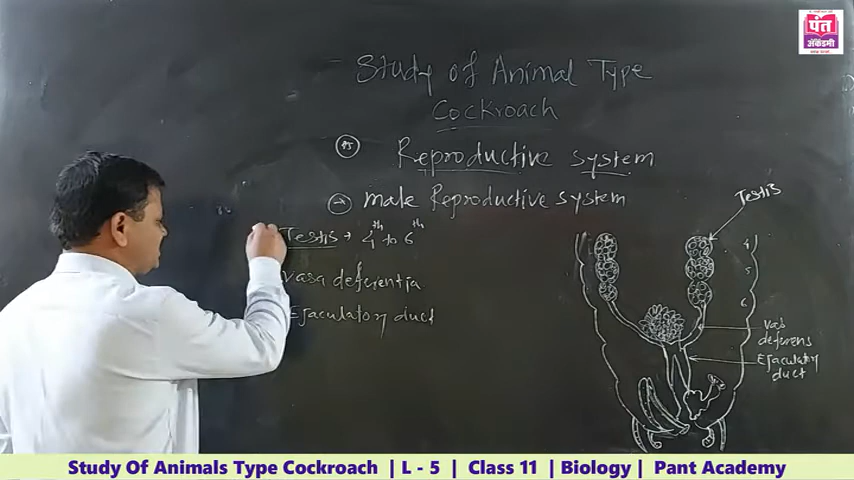 पंत
अ‍ॅकॅडमी
Study of Animal Type
Cockroach
Reproductive system
→ male Reproductive system
Testis
Testis → 4th to 6th
Vasa deferentia
Ejaculatory duct
4
5
6
Vas
deferens
Ejaculatory
duct
Study Of Animals Type Cockroach | L - 5 | Class 11 | Biology | Pant Academy